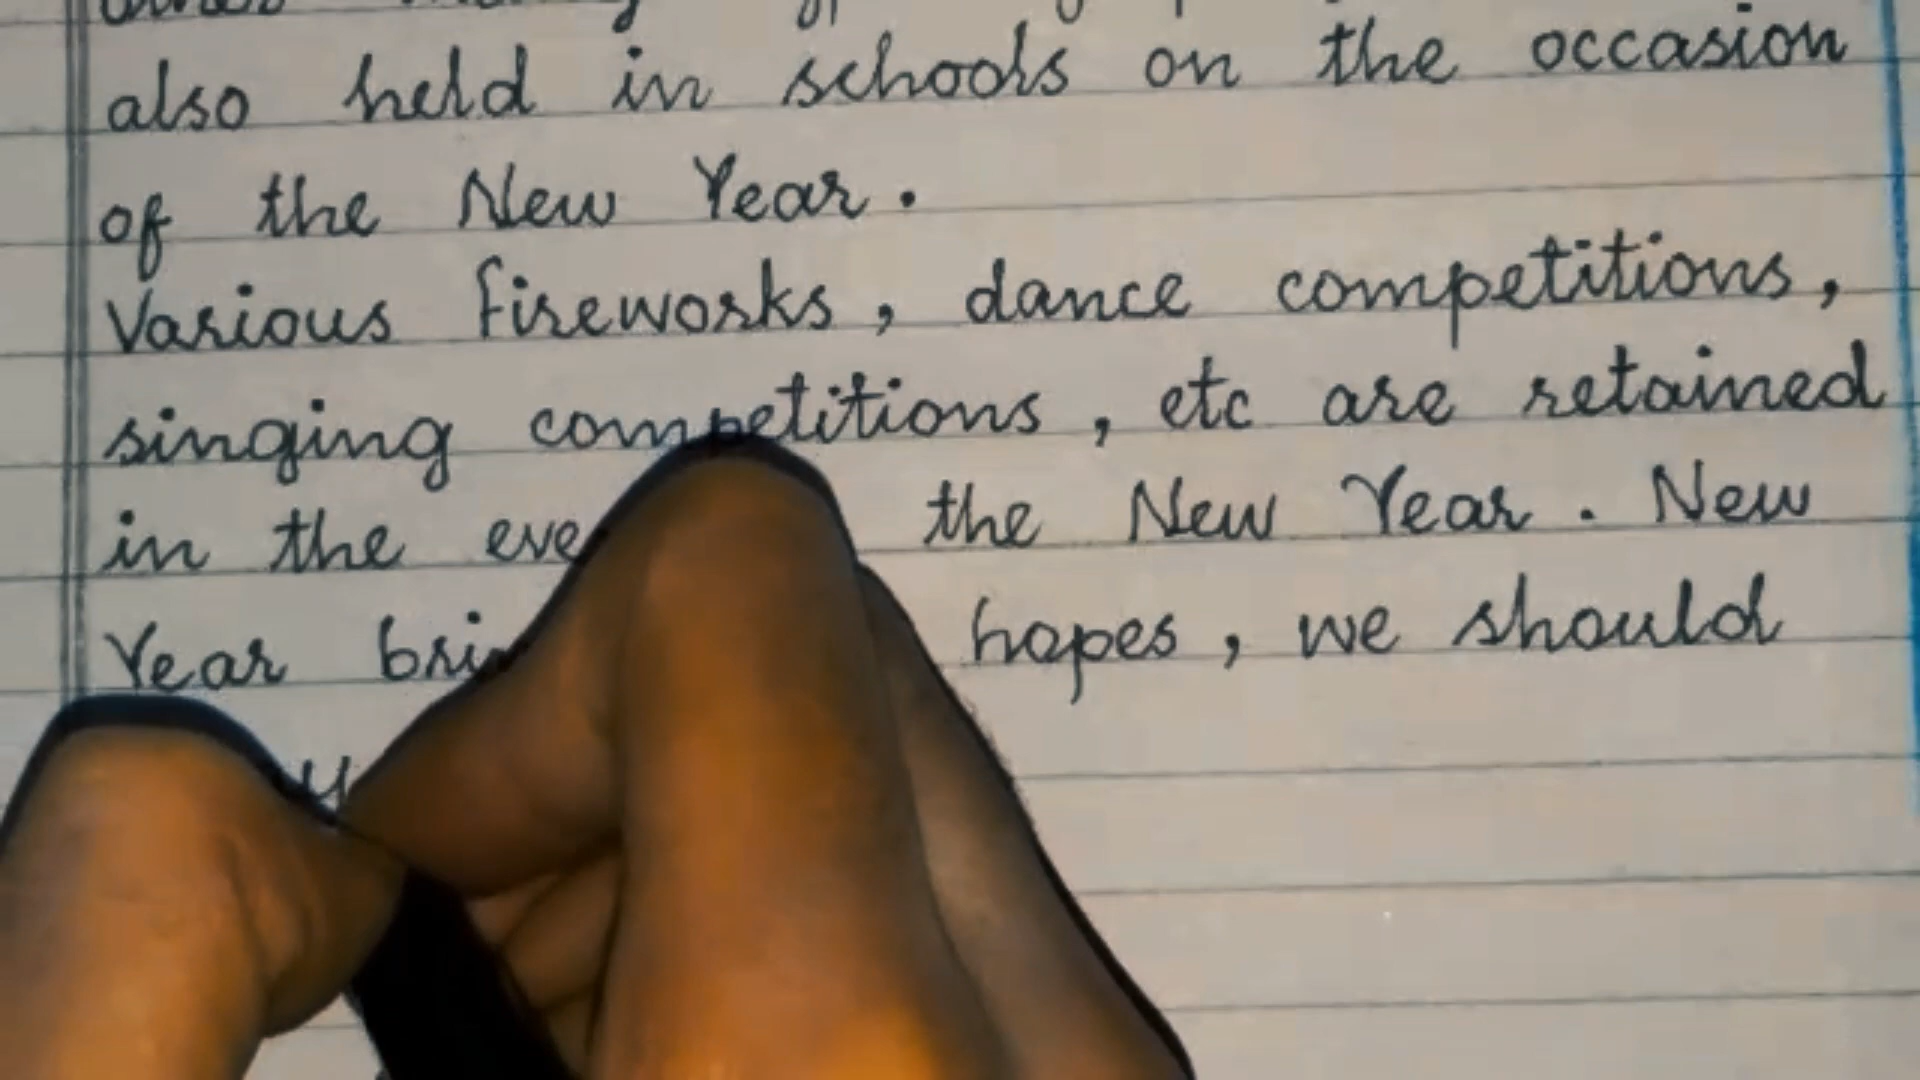 also held in schools on the occasion
of the New Year.
Various fireworks, dance competitions,
singing competitions, etc are retained
in the the New Year. New
Year hopes, we should